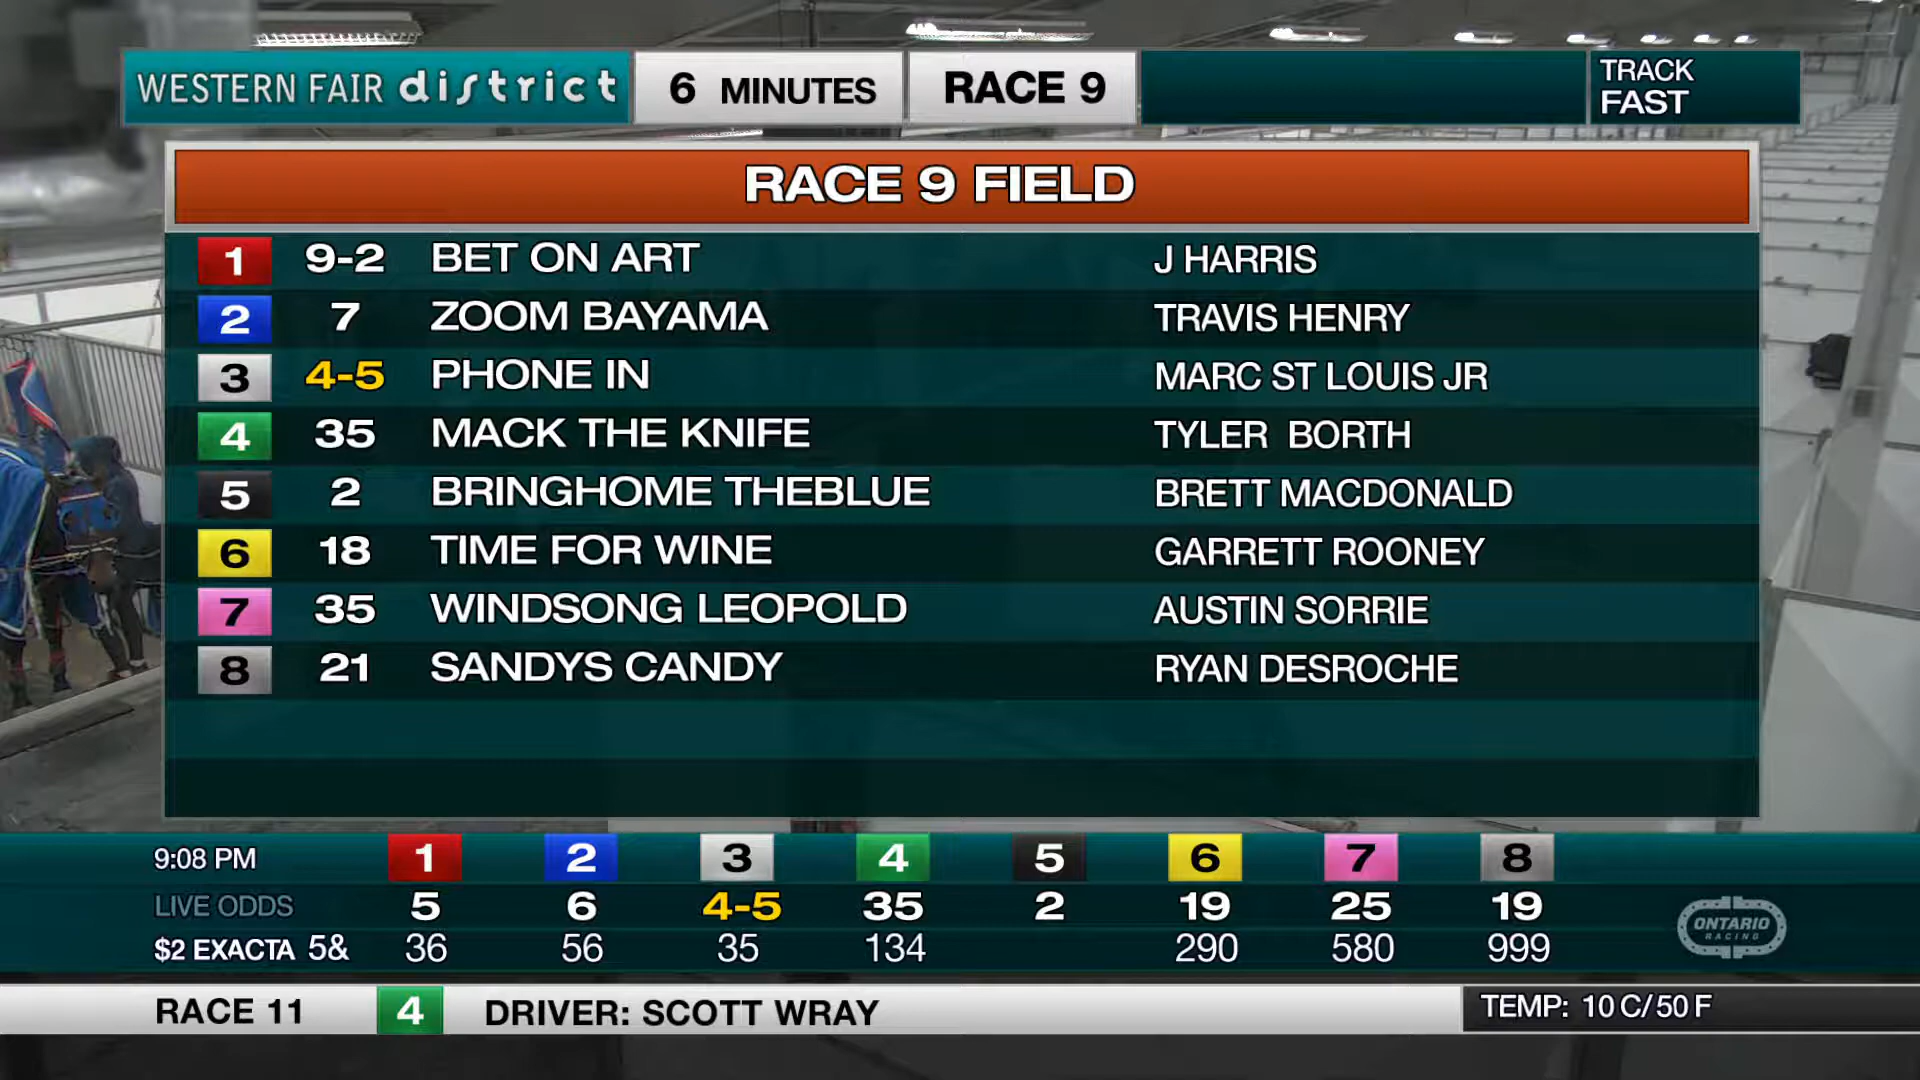 WESTERN FAIR district 6 MINUTES RACE 9 TRACK FAST
RACE 9 FIELD
1 9-2 BET ON ART J HARRIS
2 7 ZOOM BAYAMA TRAVIS HENRY
3 4-5 PHONE IN MARC ST LOUIS JR
4 35 MACK THE KNIFE TYLER BORTH
5 2 BRINGHOME THEBLUE BRETT MACDONALD
6 18 TIME FOR WINE GARRETT ROONEY
7 35 WINDSONG LEOPOLD AUSTIN SORRIE
8 21 SANDYS CANDY RYAN DESROCHE
9:08 PM 1 2 3 4 5 6 7 8
LIVE ODDS 5 6 4-5 35 2 19 25 19
$2 EXACTA 5& 36 56 35 134 290 580 999
ONTARIO
RACING
RACE 11 4 DRIVER: SCOTT WRAY TEMP: 10 C/50 F